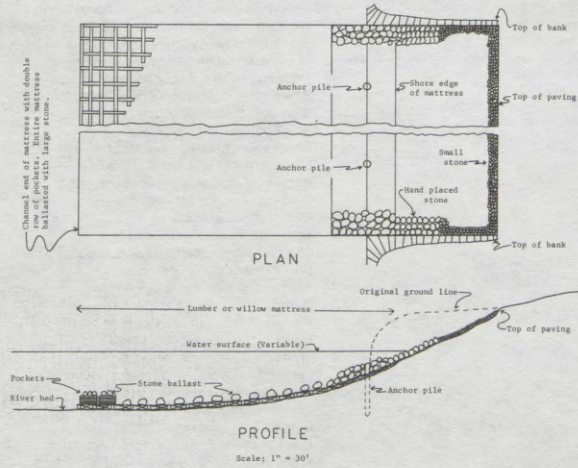 Top of bank
Anchor pile
Shore edge
of mattress
Top of paving
Channel end of mattress with double
row of pockets. Entire mattress
ballasted with large stone.
Small
stone
Anchor pile
Hand placed
stone
Top of bank
PLAN
Original ground line
Lumber or willow mattress
Top of paving
Water surface (Variable)
Pockets
Stone ballast
River bed
Anchor pile
PROFILE
Scale: 1" = 30'